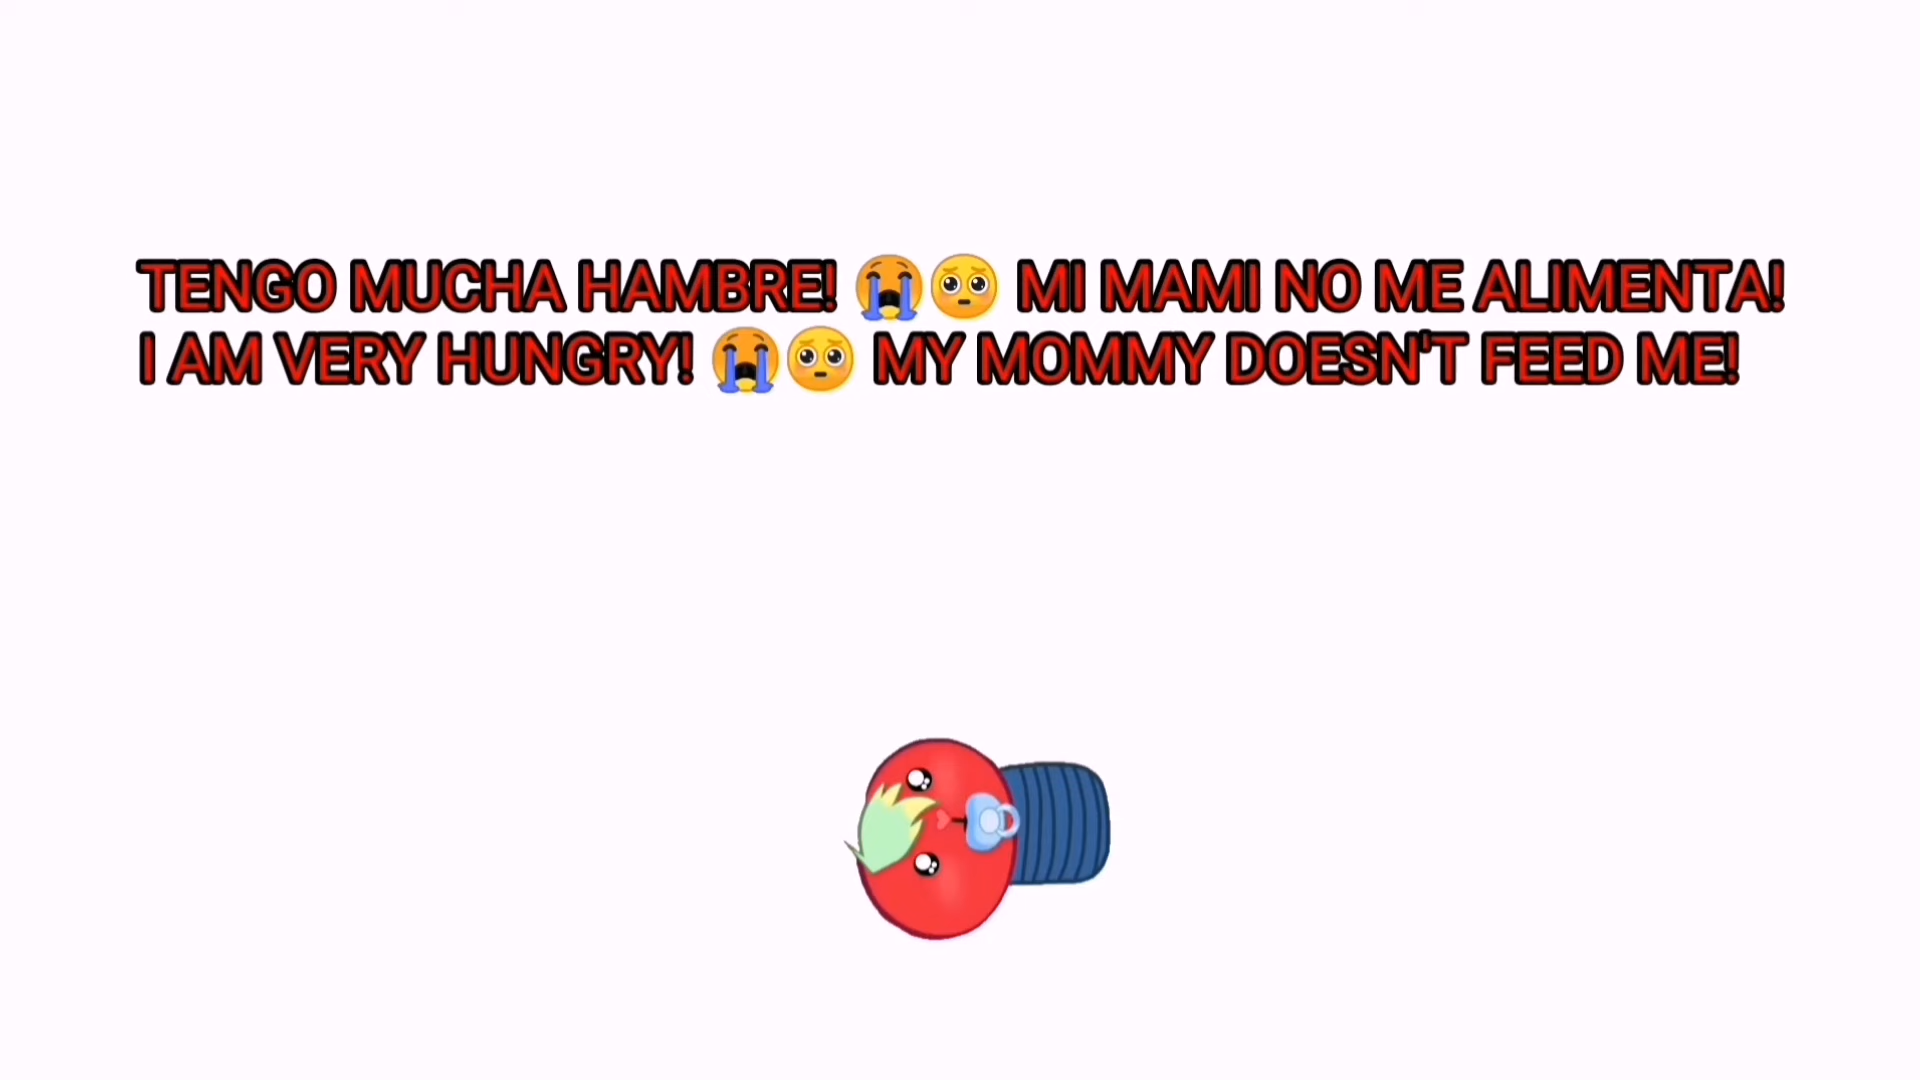 TENGO MUCHA HAMBRE! 😭🥺 MI MAMI NO ME ALIMENTA!
I AM VERY HUNGRY! 😭🥺 MY MOMMY DOESN'T FEED ME!